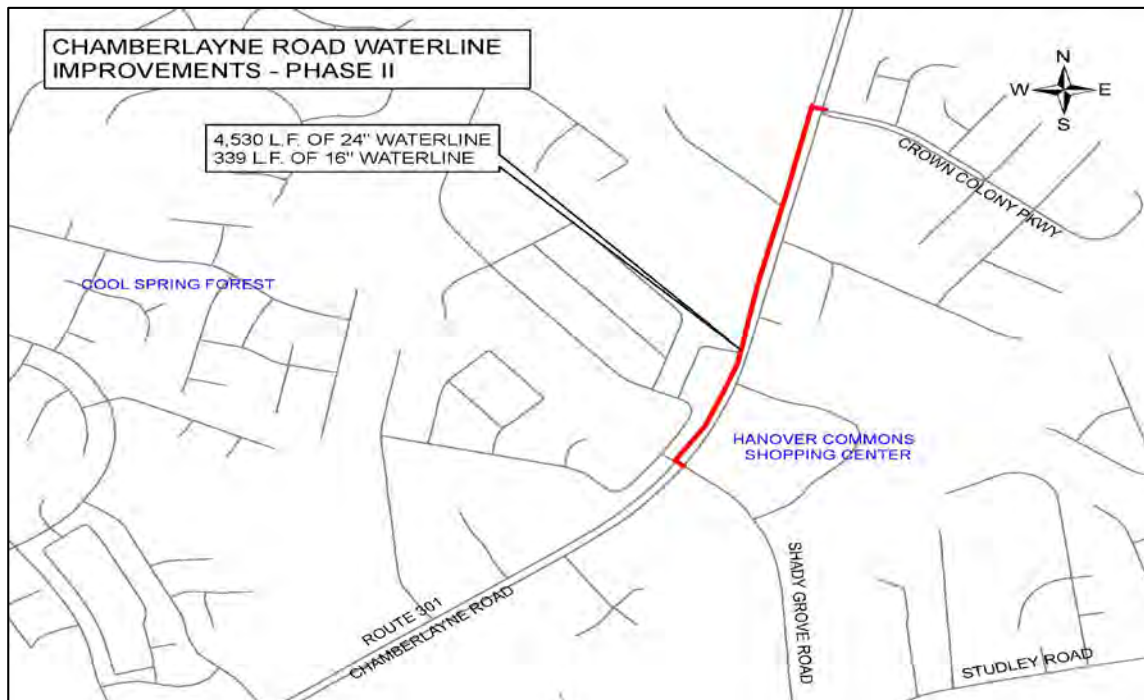 CHAMBERLAYNE ROAD WATERLINE
IMPROVEMENTS - PHASE II
N
W E
S
4,530 L.F. OF 24" WATERLINE
339 L.F. OF 16" WATERLINE
CROWN COLONY PKWY
COOL SPRING FOREST
HANOVER COMMONS
SHOPPING CENTER
SHADY GROVE ROAD
ROUTE 301
CHAMBERLAYNE ROAD
STUDLEY ROAD